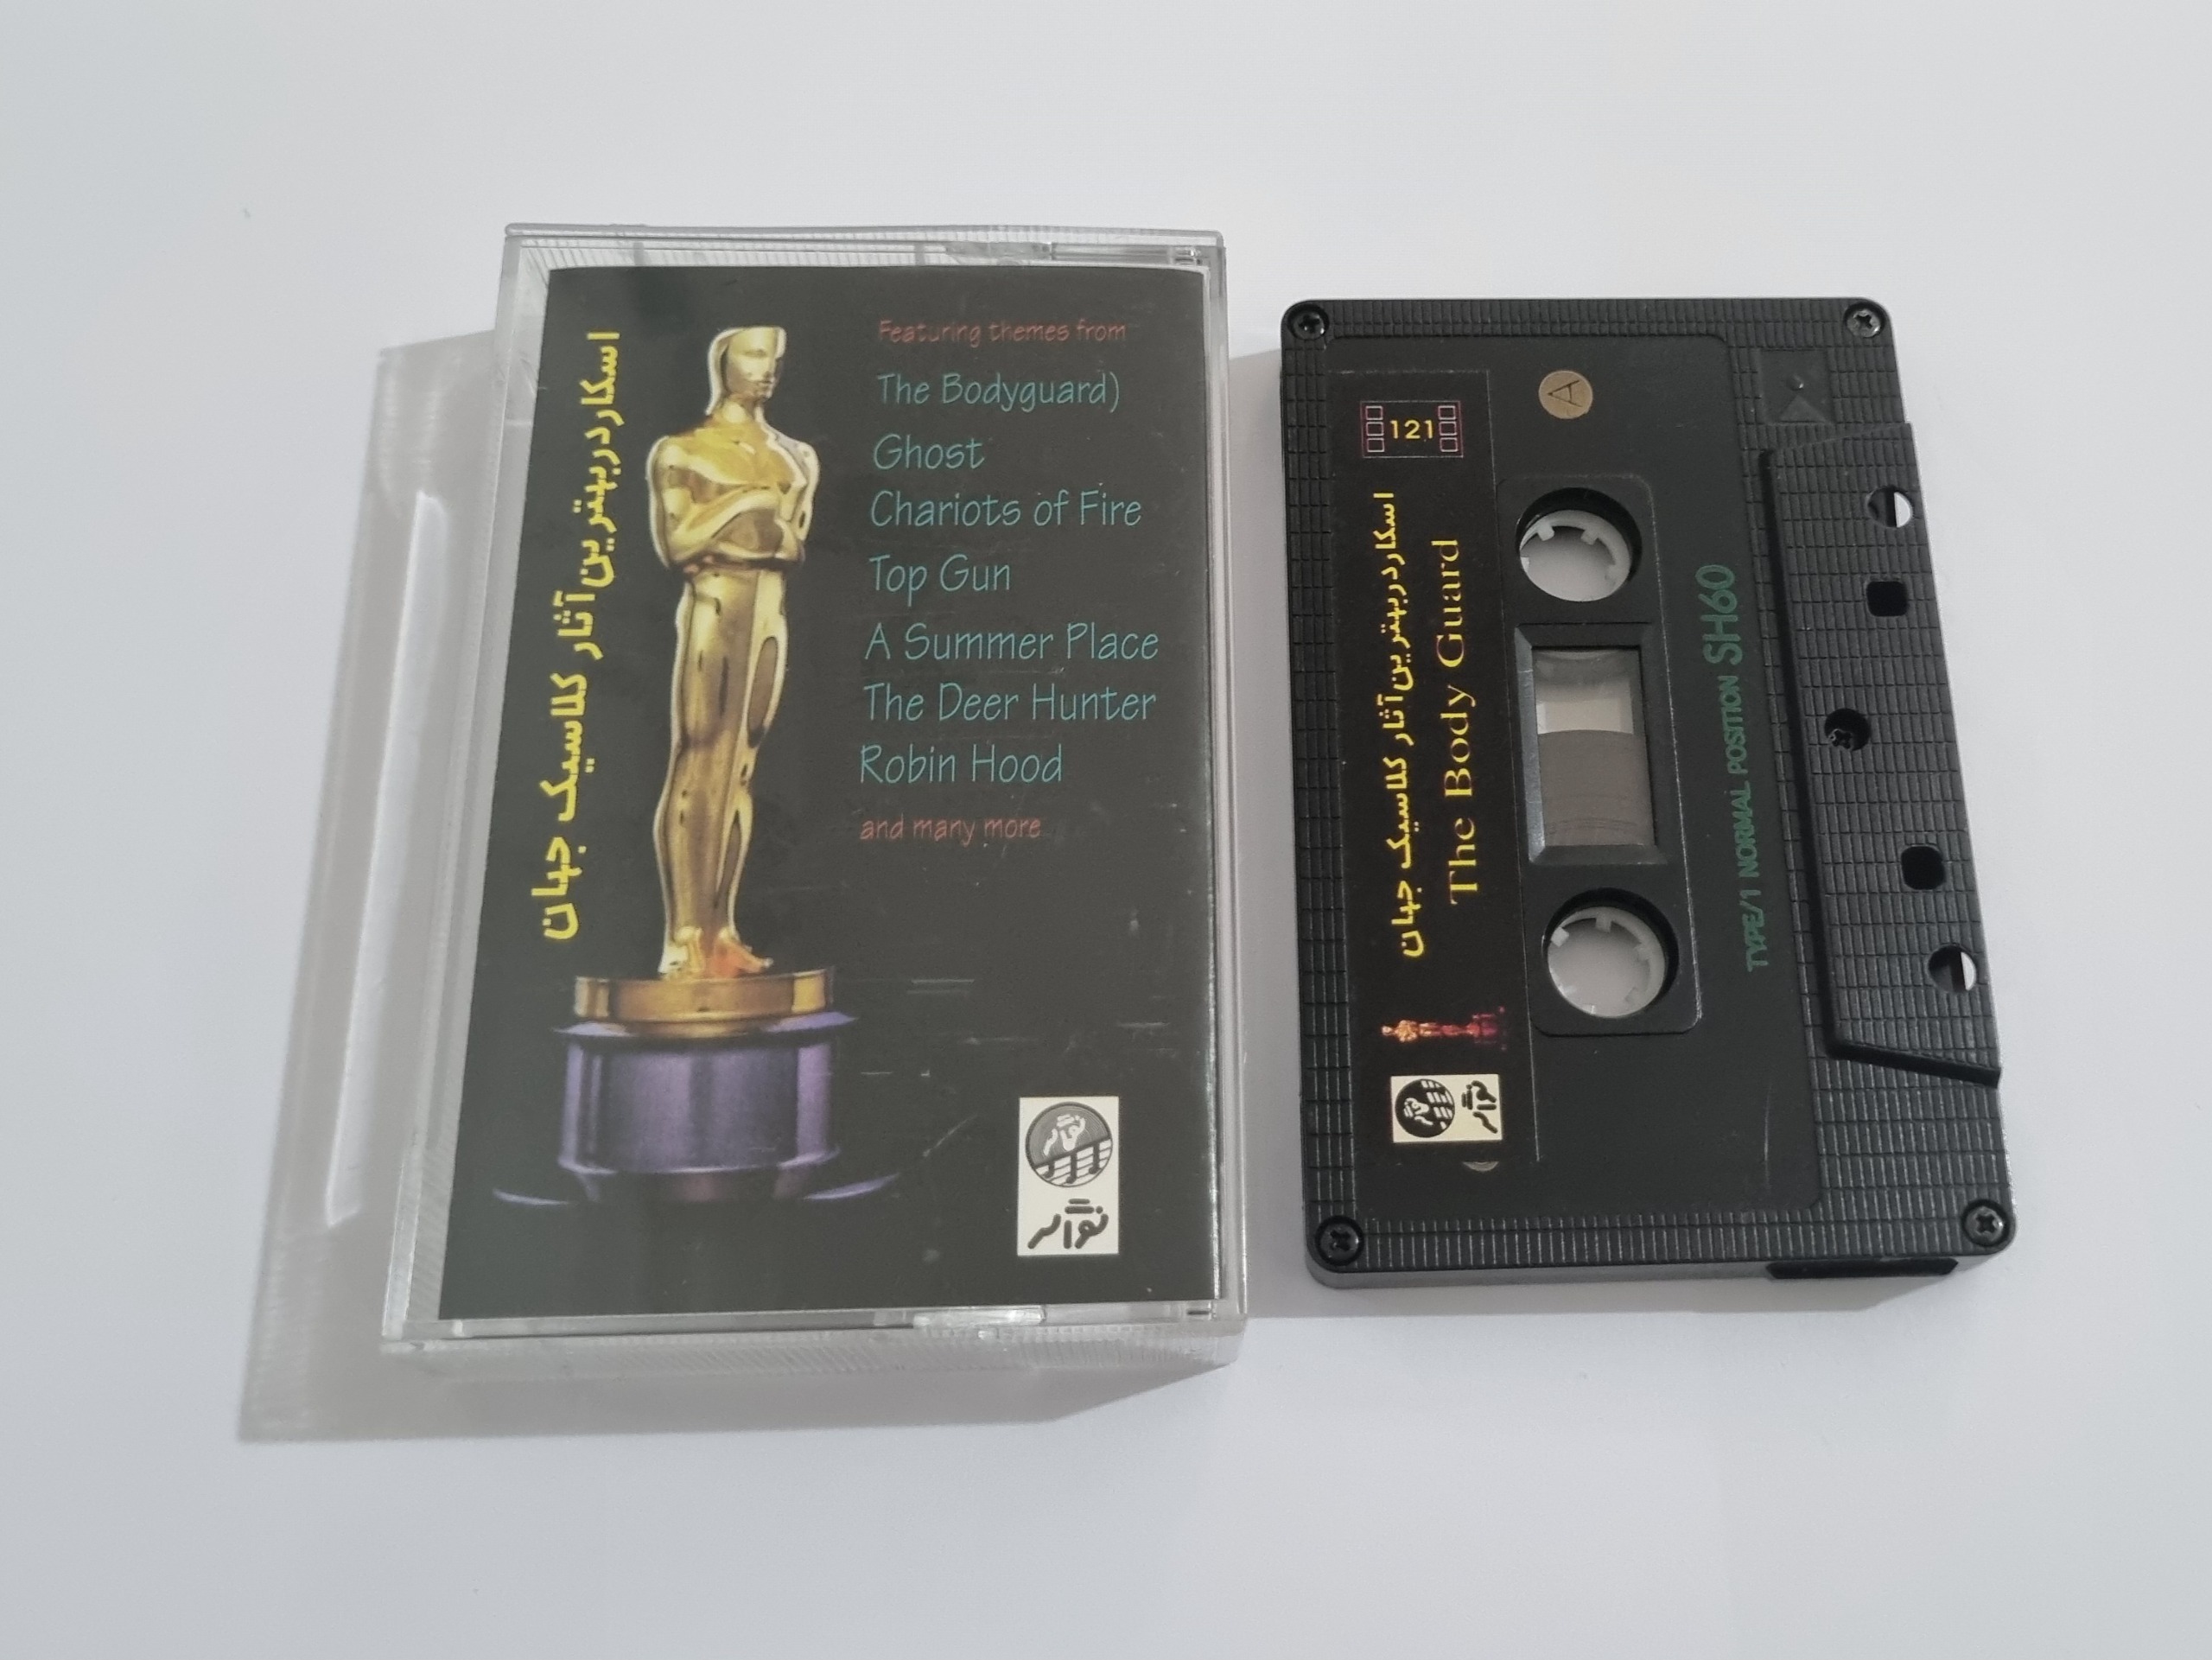 اسکار در بهترین آثار کلاسیک جهان
Featuring themes from
The Bodyguard)
Ghost
Chariots of Fire
Top Gun
A Summer Place
The Deer Hunter
Robin Hood
and many more
نوآسر
A
121
اسکار در بهترین آثار کلاسیک جهان
The Body Guard
نوآسر
TYPE/1 NORMAL POSITION SH60